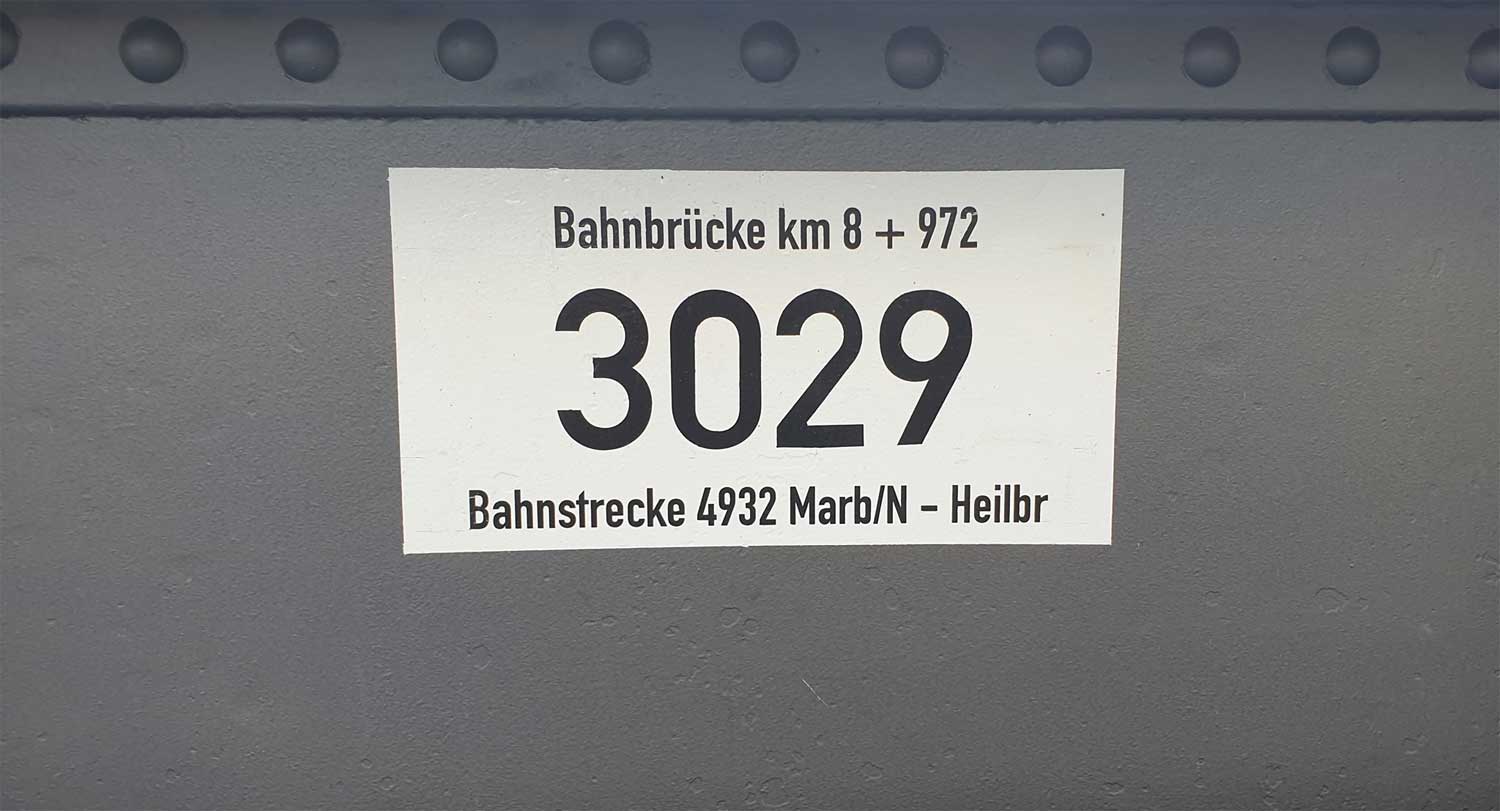 Bahnbrücke km 8 + 972
3029
Bahnstrecke 4932 Marb/N - Heilbr